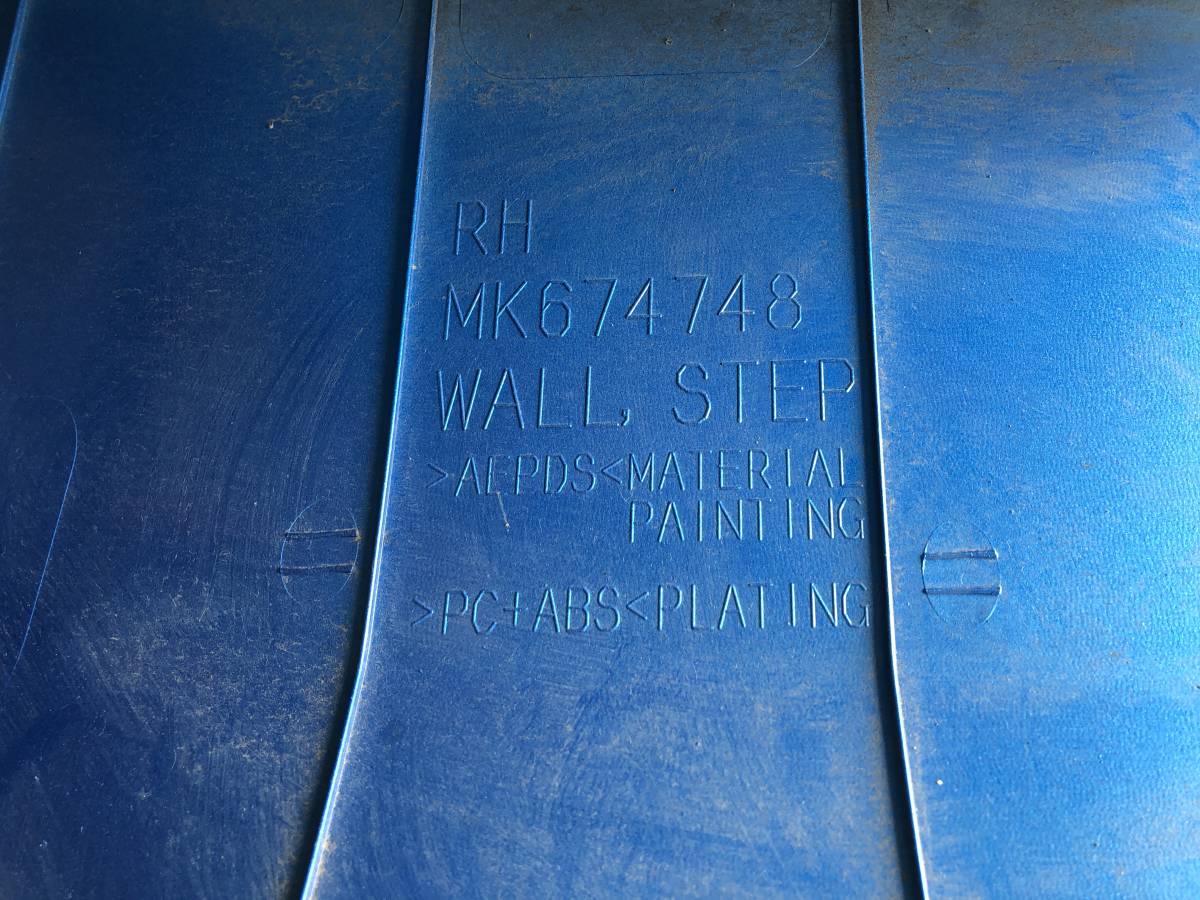 RH
MK674748
WALL, STEP
>AEPDS<MATERIAL
PAINTING
>PC+ABS<PLATING